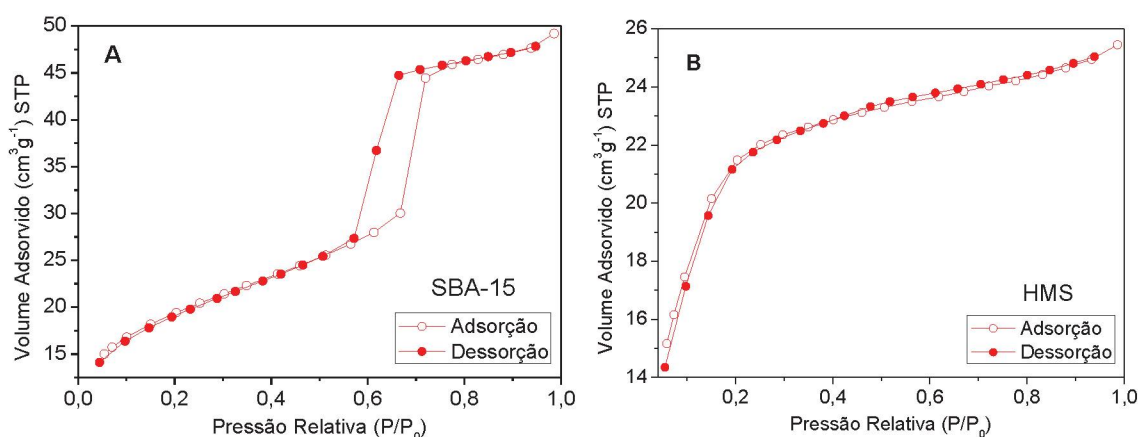 A
Volume Adsorvido (cm³g⁻¹) STP
50
45
40
35
30
25
20
15
SBA-15
Adsorção
Dessorção
0,0 0,2 0,4 0,6 0,8 1,0
Pressão Relativa (P/P₀)
B
Volume Adsorvido (cm³g⁻¹) STP
26
24
22
20
18
16
14
HMS
Adsorção
Dessorção
0,2 0,4 0,6 0,8 1,0
Pressão Relativa (P/P₀)